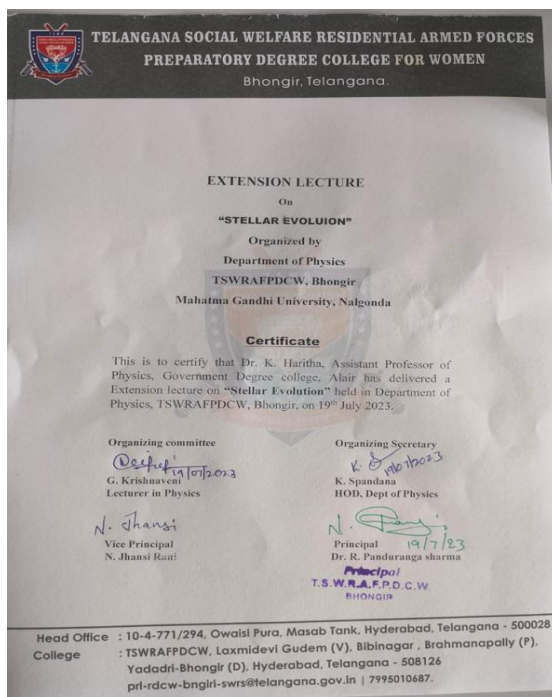 TELANGANA SOCIAL WELFARE RESIDENTIAL ARMED FORCES
PREPARATORY DEGREE COLLEGE FOR WOMEN
Bhongir, Telangana.
EXTENSION LECTURE
On
"STELLAR EVOLUION"
Organized by
Department of Physics
TSWRAFPDCW, Bhongir
Mahatma Gandhi University, Nalgonda
Certificate
This is to certify that Dr. K. Haritha, Assistant Professor of
Physics, Government Degree college, Alair has delivered a
Extension lecture on "Stellar Evolution" held in Department of
Physics, TSWRAFPDCW, Bhongir, on 19th July 2023.
Organizing committee
19/07/2023
G. Krishnaveni
Lecturer in Physics
Organizing Secretary
K. 19/07/2023
K. Spandana
HOD, Dept of Physics
N. Jhansi
Vice Principal
N. Jhansi Rani
Principal 19/7/23
Dr. R. Panduranga sharma
Principal
T.S.W.R.A.F.P.D.C.W.
BHONGIR
Head Office : 10-4-771/294, Owaisi Pura, Masab Tank, Hyderabad, Telangana - 500028
College : TSWRAFPDCW, Laxmidevi Gudem (V), Bibinagar , Brahmanapally (P),
Yadadri-Bhongir (D), Hyderabad, Telangana - 508126
prl-rdcw-bngiri-swrs@telangana.gov.in | 7995010687.